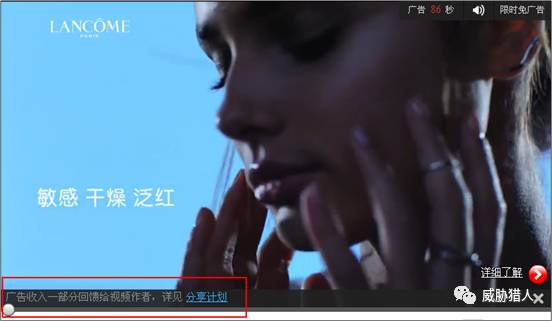 广告 86 秒 限时免广告
LANCÔME
PARIS
敏感 干燥 泛红
详细了解
广告收入一部分回馈给视频作者，详见 分享计划
威胁猎人